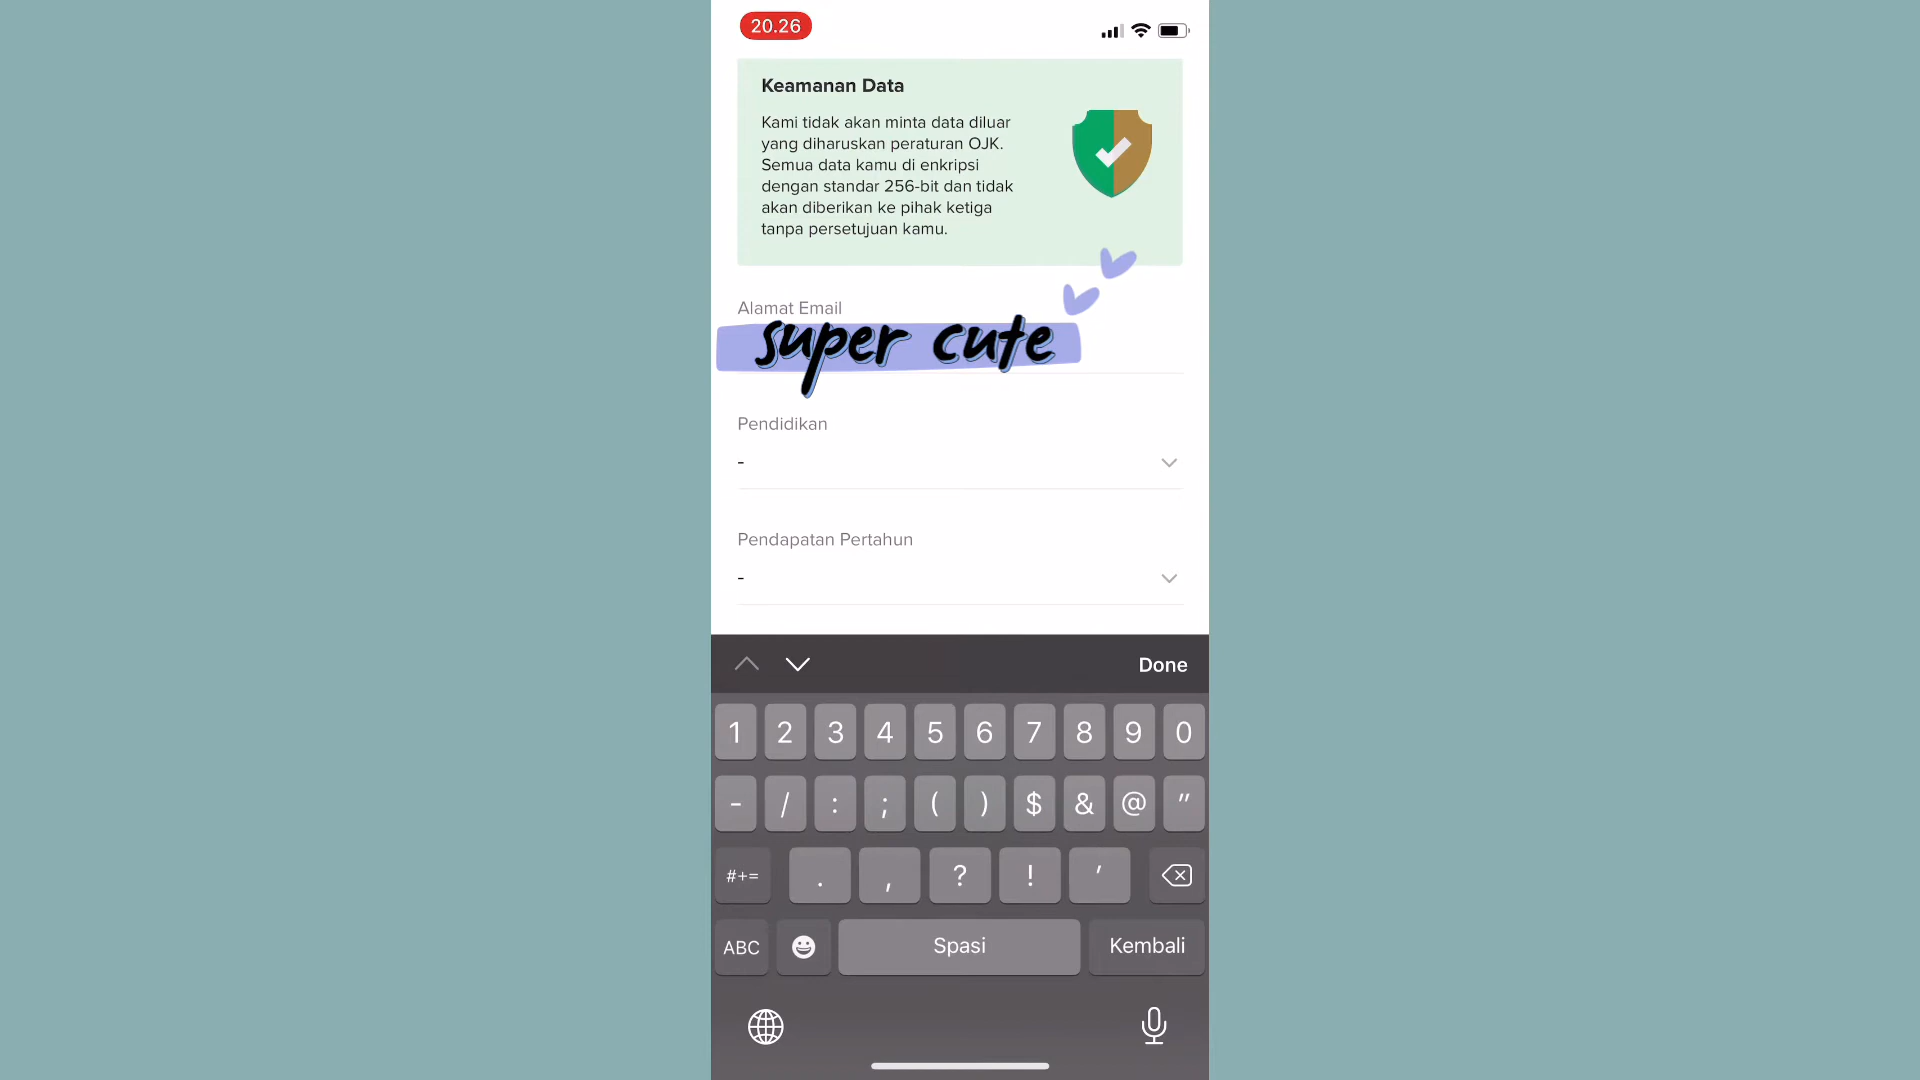 20.26
Keamanan Data
Kami tidak akan minta data diluar
yang diharuskan peraturan OJK.
Semua data kamu di enkripsi
dengan standar 256-bit dan tidak
akan diberikan ke pihak ketiga
tanpa persetujuan kamu.
Alamat Email
super cute
Pendidikan
-
Pendapatan Pertahun
-
Done
1 2 3 4 5 6 7 8 9 0
- / : ; ( ) $ & @ "
#+= . , ? ! '
ABC Spasi Kembali